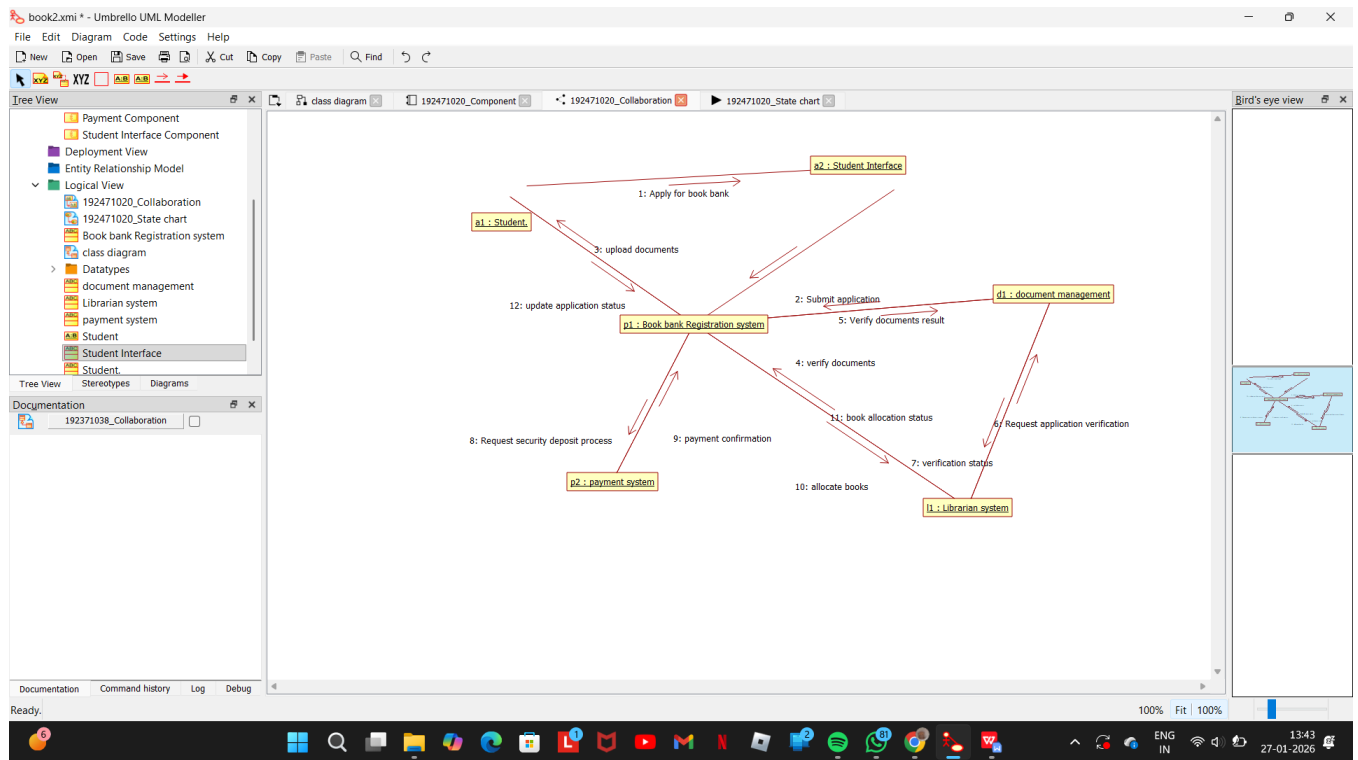 book2.xmi * - Umbrello UML Modeller
File Edit Diagram Code Settings Help
New Open Save Cut Copy Paste Find
XYZ XYZ XYZ A:B A:B
Tree View
class diagram 192471020_Component 192471020_Collaboration 192471020_State chart
Bird's eye view
Payment Component
Student Interface Component
Deployment View
Entity Relationship Model
Logical View
192471020_Collaboration
192471020_State chart
Book bank Registration system
class diagram
Datatypes
document management
Librarian system
payment system
Student
Student Interface
Student.
Tree View Stereotypes Diagrams
Documentation
192371038_Collaboration
Documentation Command history Log Debug
a2 : Student Interface
1: Apply for book bank
a1 : Student.
3: upload documents
12: update application status
2: Submit application
d1 : document management
p1 : Book bank Registration system
5: Verify documents result
4: verify documents
11: book allocation status
6: Request application verification
8: Request security deposit process
9: payment confirmation
7: verification status
p2 : payment system
10: allocate books
l1 : Librarian system
Ready.
100% Fit 100%
6
1
2
81
ENG
IN
13:43
27-01-2026